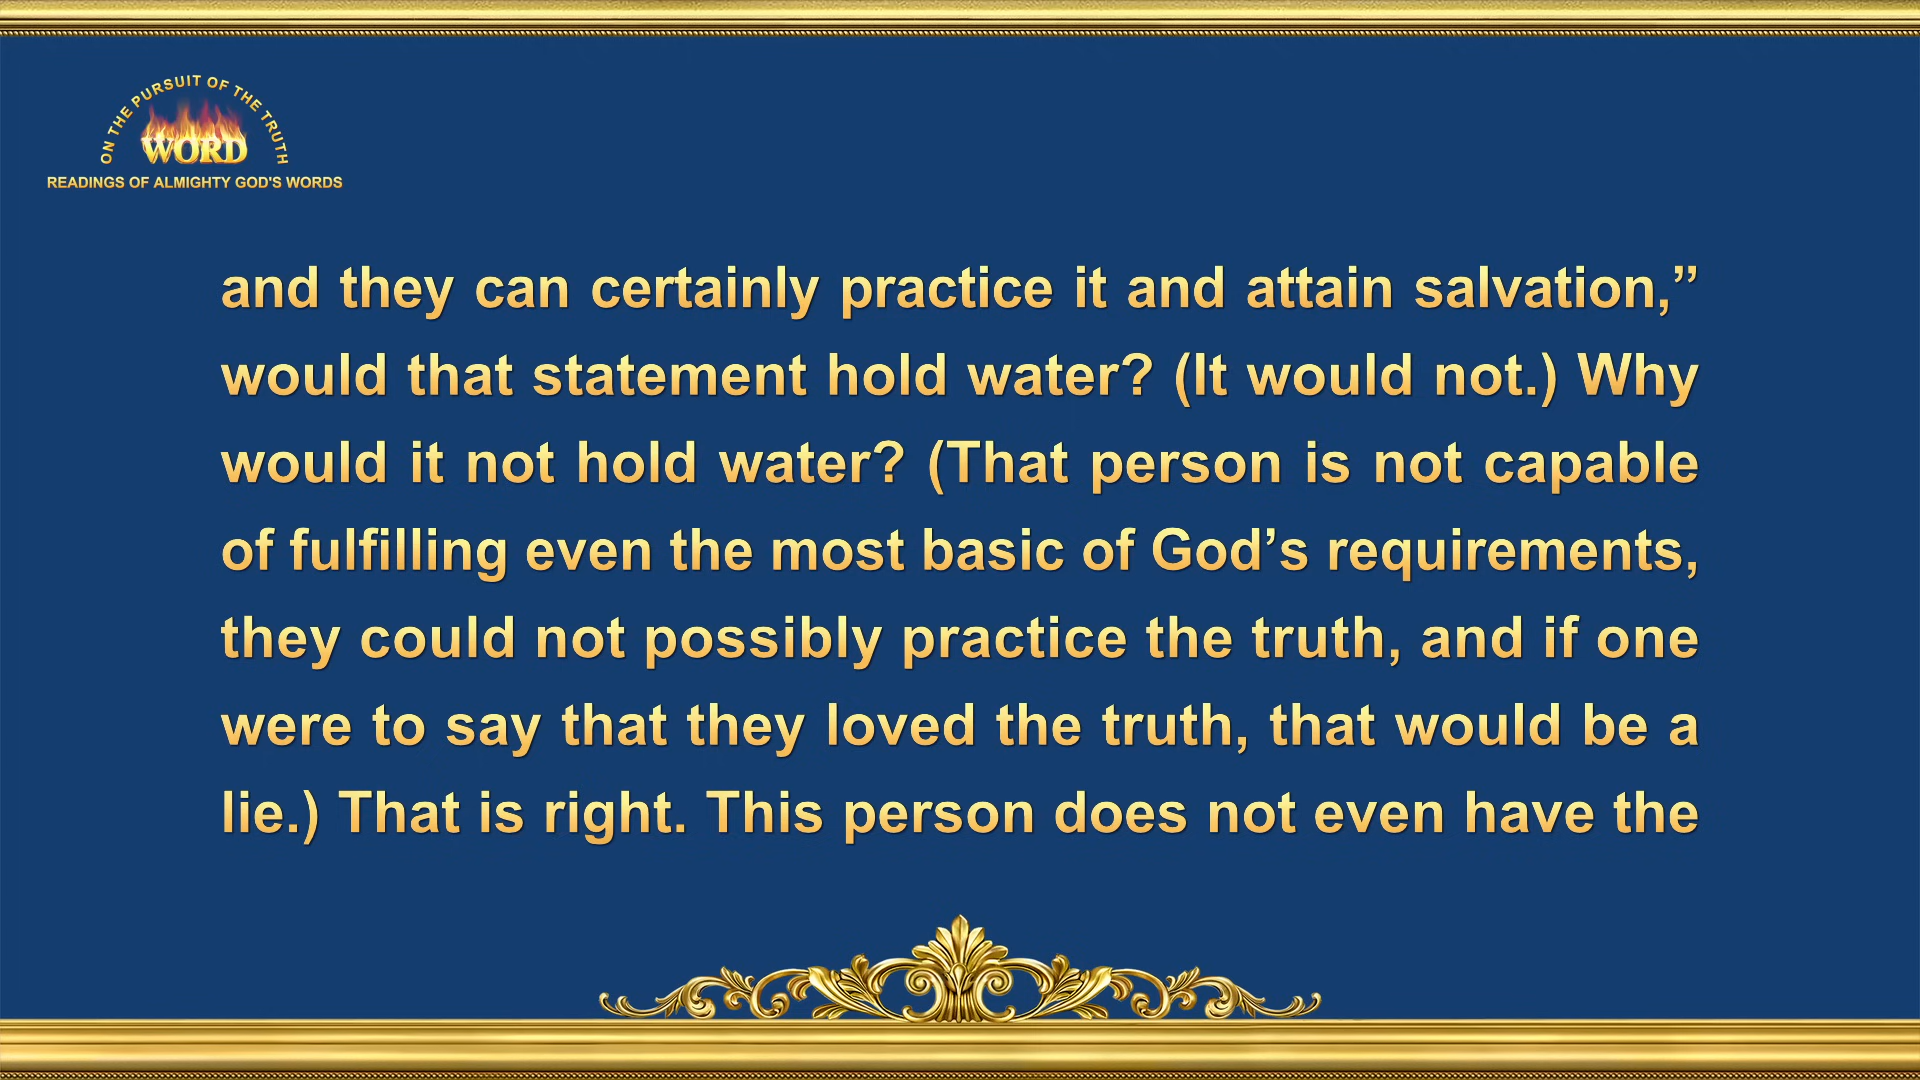 ON THE PURSUIT OF THE TRUTH
WORD
READINGS OF ALMIGHTY GOD'S WORDS
and they can certainly practice it and attain salvation,”
would that statement hold water? (It would not.) Why
would it not hold water? (That person is not capable
of fulfilling even the most basic of God’s requirements,
they could not possibly practice the truth, and if one
were to say that they loved the truth, that would be a
lie.) That is right. This person does not even have the